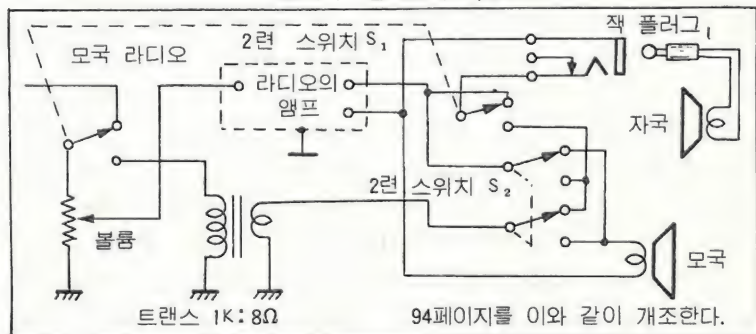 잭 플러그₁
2련 스위치 S₁
모국 라디오
라디오의
앰프
자국
2련 스위치 S₂
볼륨
모국
트랜스 1K:8Ω
94페이지를 이와 같이 개조한다.